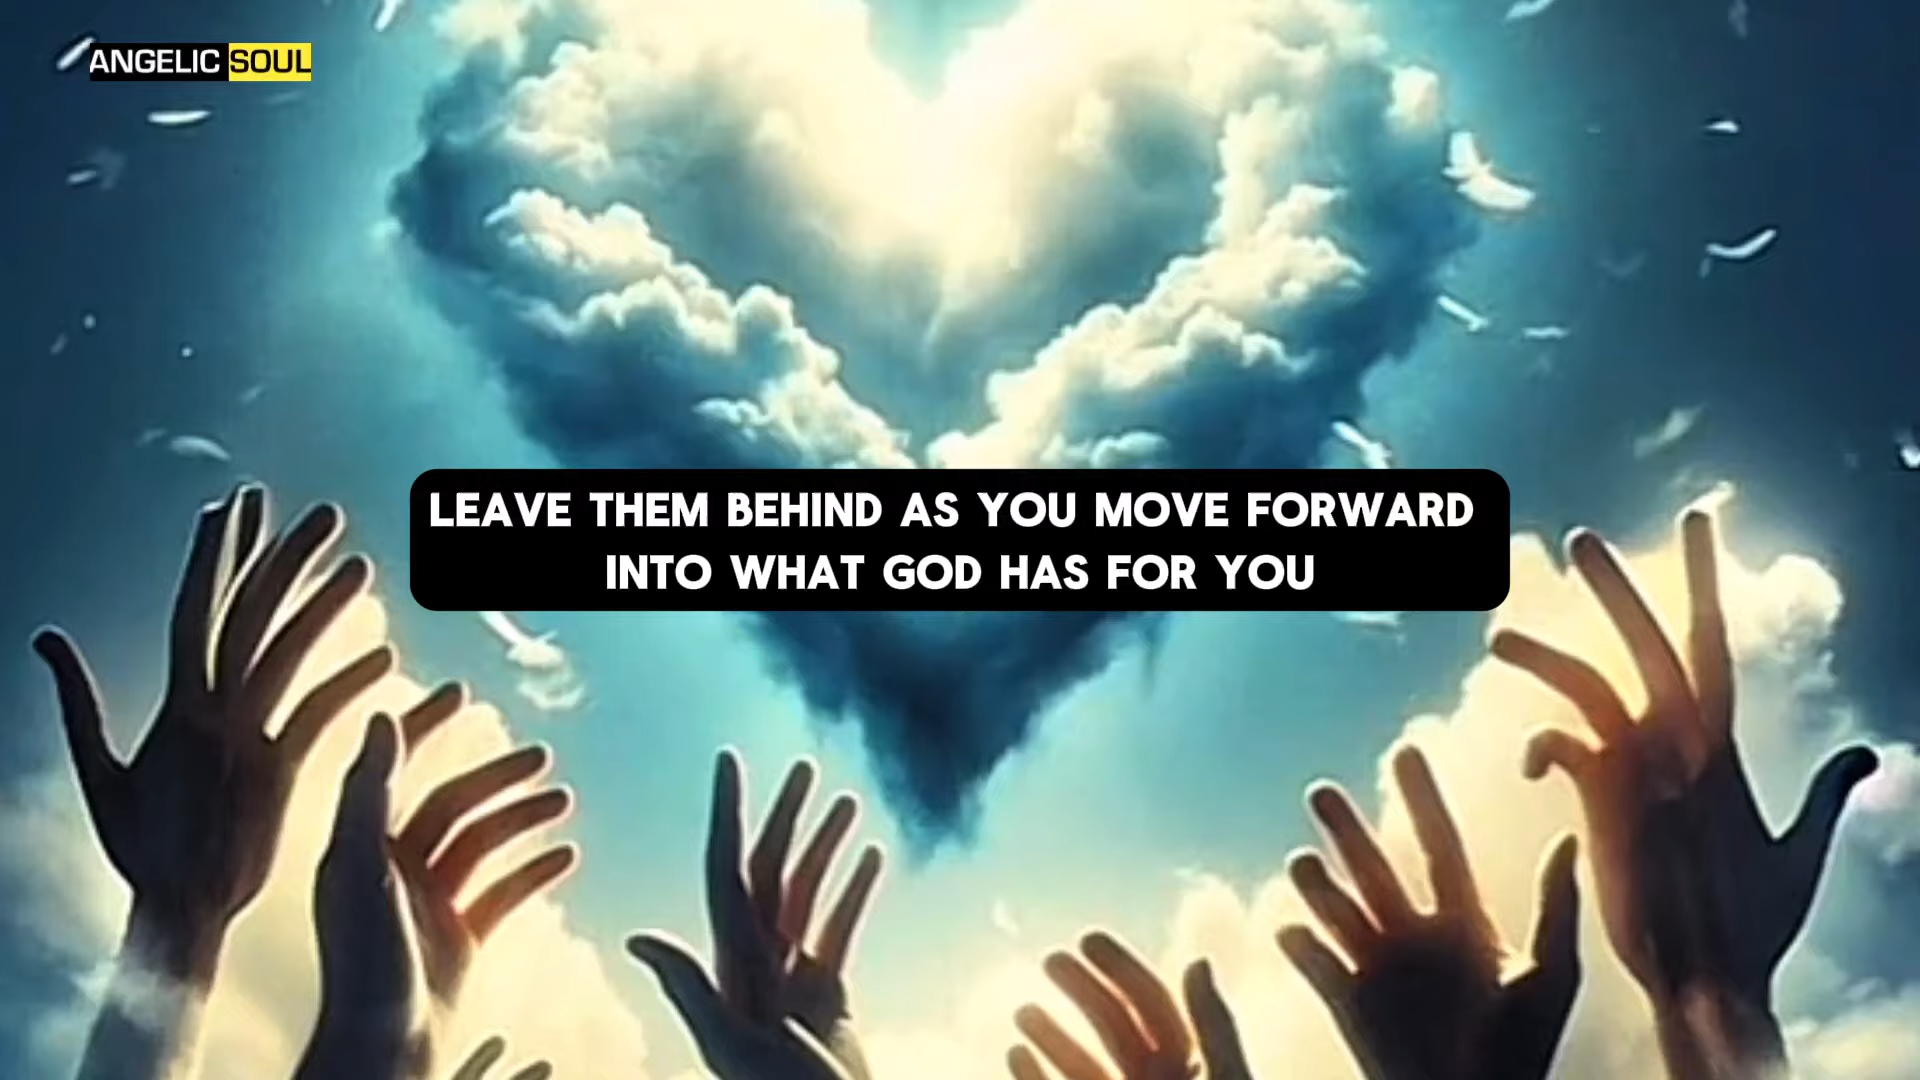 ANGELIC SOUL
LEAVE THEM BEHIND AS YOU MOVE FORWARD
INTO WHAT GOD HAS FOR YOU